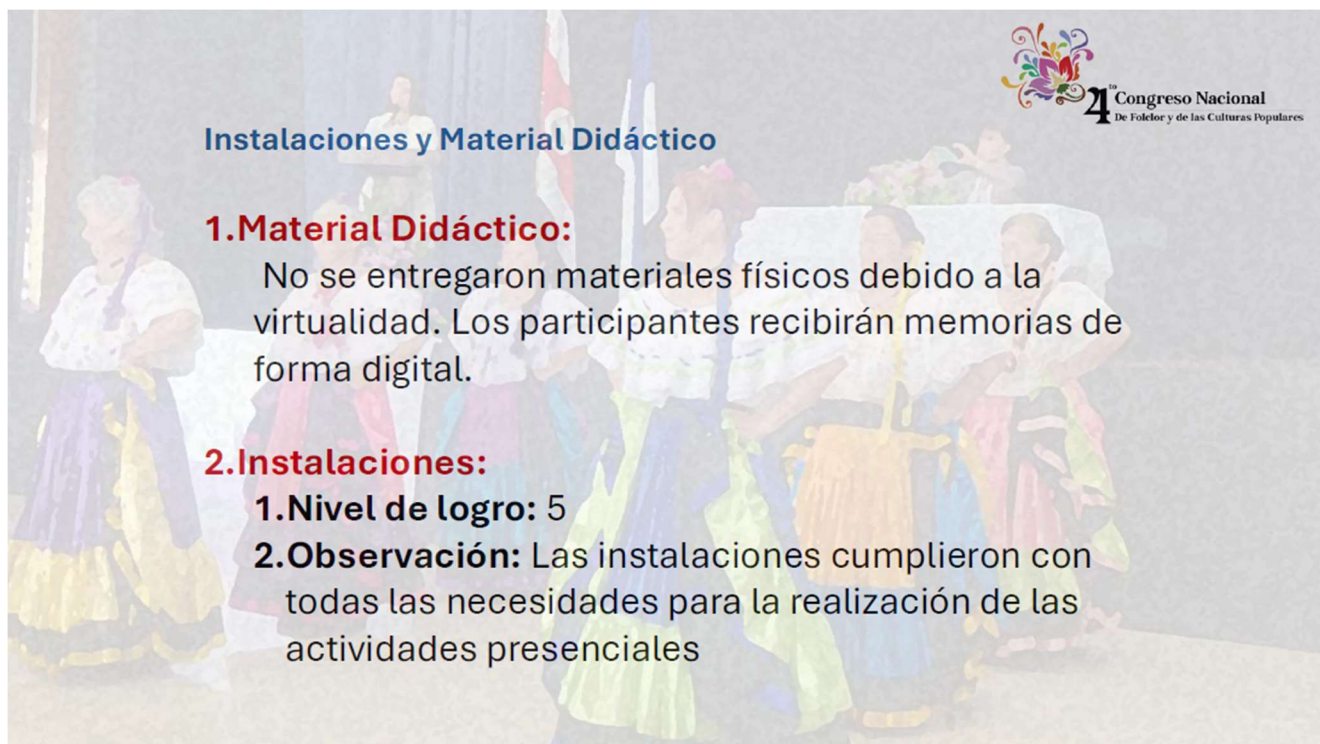 4to Congreso Nacional
De Folclor y de las Culturas Populares
Instalaciones y Material Didáctico
1.Material Didáctico:
No se entregaron materiales físicos debido a la
virtualidad. Los participantes recibirán memorias de
forma digital.
2.Instalaciones:
1.Nivel de logro: 5
2.Observación: Las instalaciones cumplieron con
todas las necesidades para la realización de las
actividades presenciales